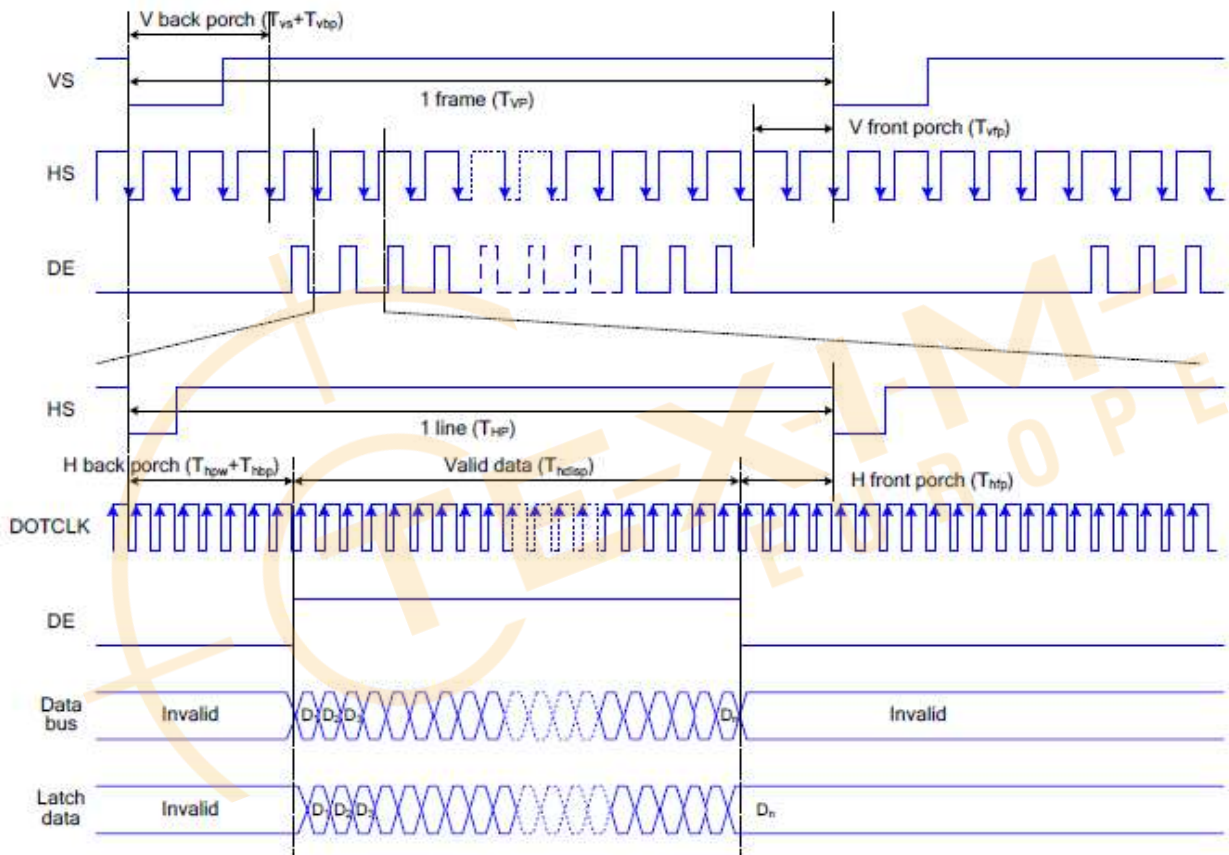 V back porch (Tvs+Tvbp)
VS
1 frame (TVP)
V front porch (Tvfp)
HS
DE
HS
1 line (THP)
H back porch (Thpw+Thbp)
Valid data (Thdisp)
H front porch (Thfp)
DOTCLK
DE
Data
bus
Invalid
D1 D2 D3
Dn
Invalid
Latch
data
Invalid
D1 D2 D3
Dn
TEXIM
EUROPE